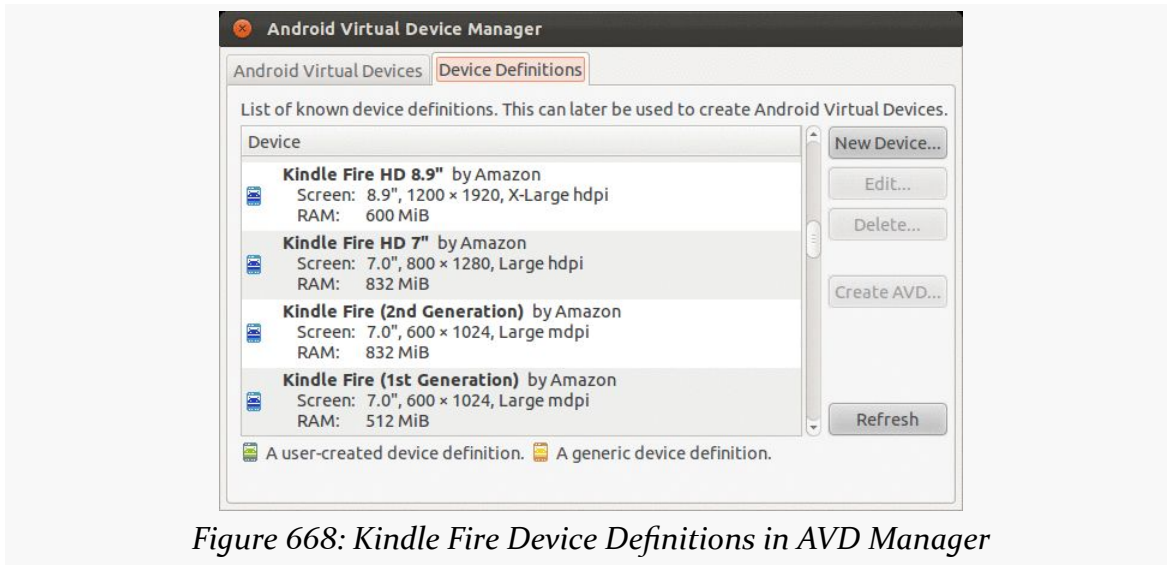 Android Virtual Device Manager
Android Virtual Devices Device Definitions
List of known device definitions. This can later be used to create Android Virtual Devices.
Device
New Device...
Kindle Fire HD 8.9" by Amazon
Screen: 8.9", 1200 × 1920, X-Large hdpi
RAM: 600 MiB
Edit...
Delete...
Kindle Fire HD 7" by Amazon
Screen: 7.0", 800 × 1280, Large hdpi
RAM: 832 MiB
Create AVD...
Kindle Fire (2nd Generation) by Amazon
Screen: 7.0", 600 × 1024, Large mdpi
RAM: 832 MiB
Kindle Fire (1st Generation) by Amazon
Screen: 7.0", 600 × 1024, Large mdpi
RAM: 512 MiB
Refresh
A user-created device definition. A generic device definition.
Figure 668: Kindle Fire Device Definitions in AVD Manager